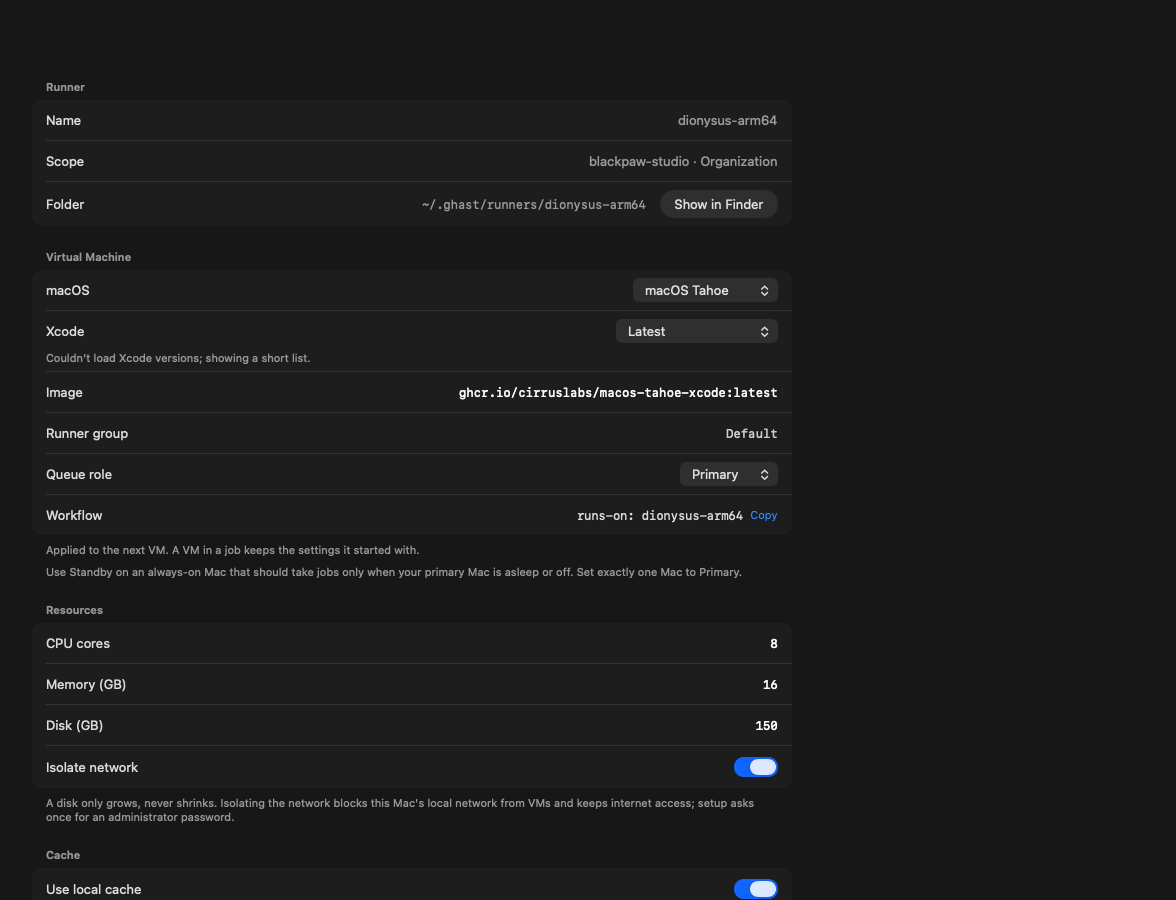 Runner
Name
dionysus-arm64
Scope
blackpaw-studio · Organization
Folder
~/.ghast/runners/dionysus-arm64
Show in Finder
Virtual Machine
macOS
macOS Tahoe
Xcode
Latest
Couldn't load Xcode versions; showing a short list.
Image
ghcr.io/cirruslabs/macos-tahoe-xcode:latest
Runner group
Default
Queue role
Primary
Workflow
runs-on: dionysus-arm64 Copy
Applied to the next VM. A VM in a job keeps the settings it started with.
Use Standby on an always-on Mac that should take jobs only when your primary Mac is asleep or off. Set exactly one Mac to Primary.
Resources
CPU cores
8
Memory (GB)
16
Disk (GB)
150
Isolate network
A disk only grows, never shrinks. Isolating the network blocks this Mac's local network from VMs and keeps internet access; setup asks
once for an administrator password.
Cache
Use local cache